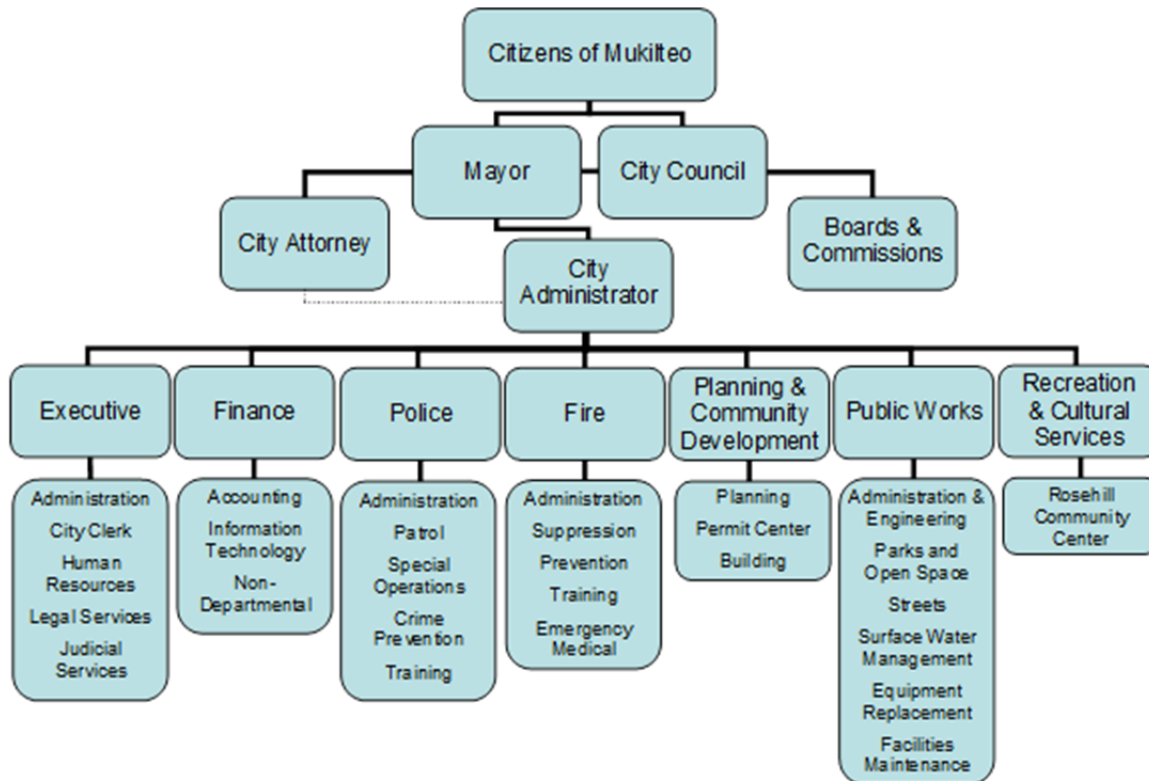 Citizens of Mukilteo
Mayor
City Council
City Attorney
Boards &
Commissions
City
Administrator
Executive
Finance
Police
Fire
Planning &
Community
Development
Public Works
Recreation
& Cultural
Services
Administration
City Clerk
Human
Resources
Legal Services
Judicial
Services
Accounting
Information
Technology
Non-
Departmental
Administration
Patrol
Special
Operations
Crime
Prevention
Training
Administration
Suppression
Prevention
Training
Emergency
Medical
Planning
Permit Center
Building
Administration &
Engineering
Parks and
Open Space
Streets
Surface Water
Management
Equipment
Replacement
Facilities
Maintenance
Rosehill
Community
Center